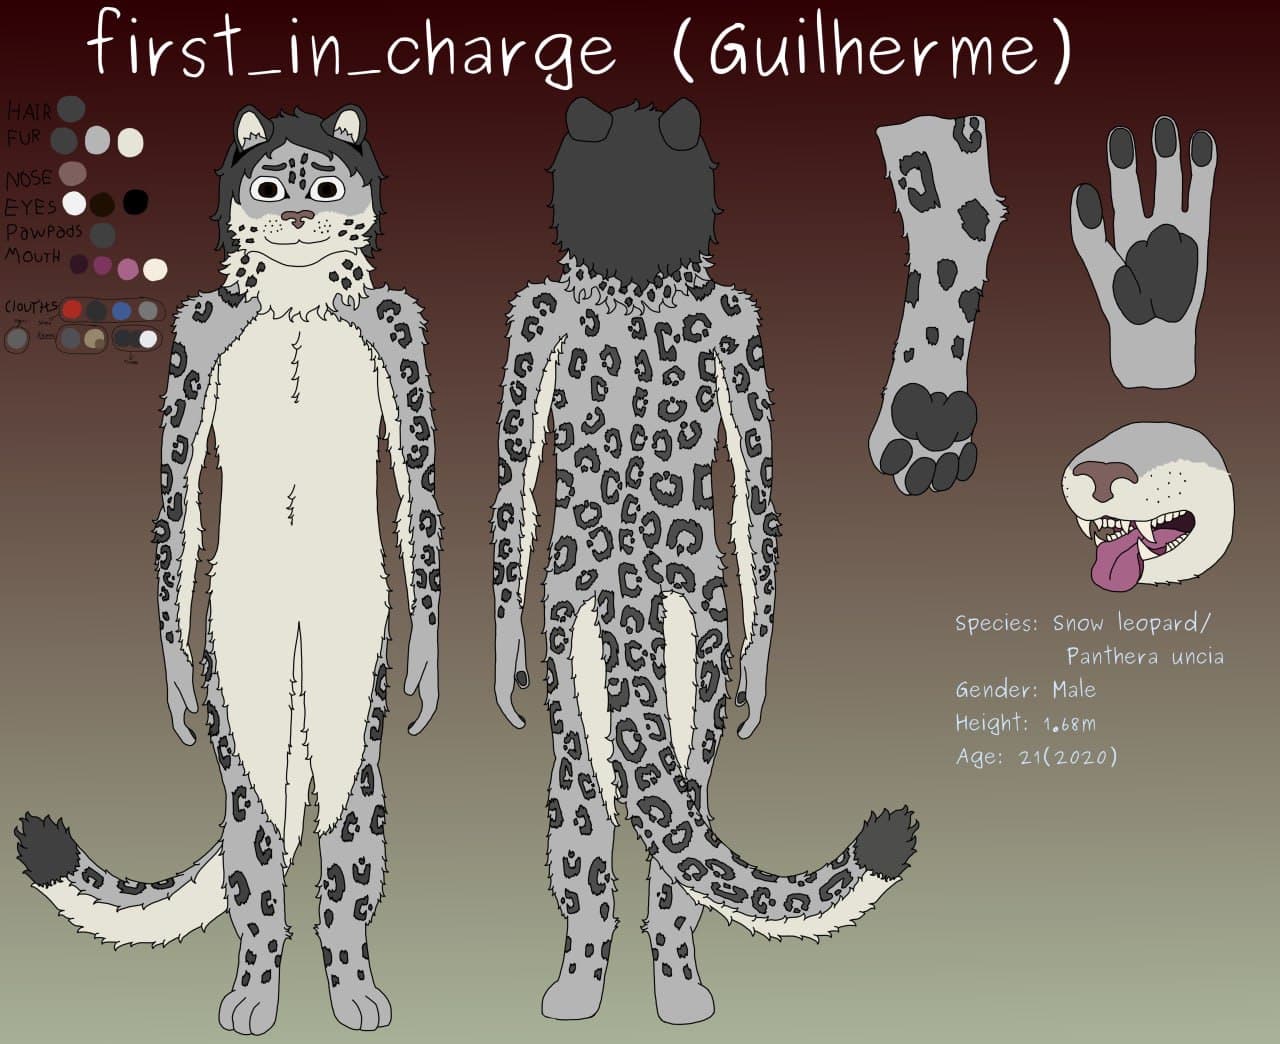 first_in_charge (Guilherme)
HAIR
FUR
NOSE
EYES
Pawpads
MOUTH
CLOUTHS
Species: Snow leopard/
Panthera uncia
Gender: Male
Height: 1.68m
Age: 21(2020)